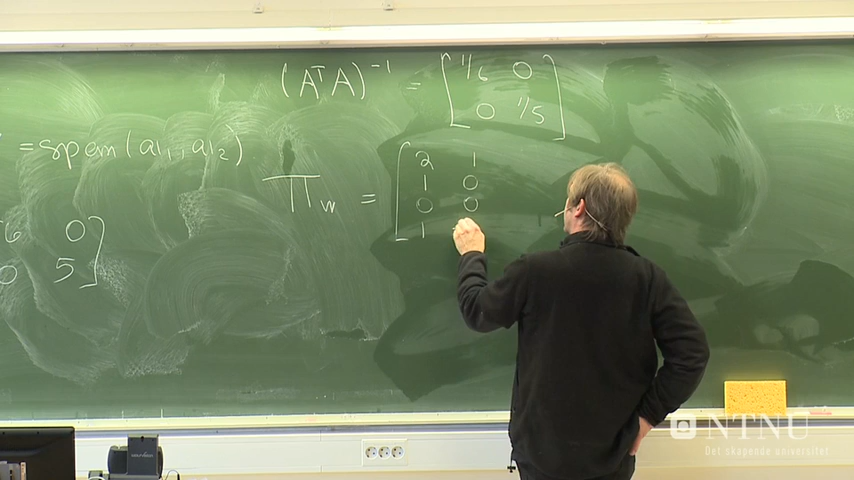 (AᵀA)⁻¹ = [1/6 0
0 1/5]
= span(a₁, a₂)
Π_W = [2 1
1 0
0 0
1
6 0
0 5]
NTNU
Det skapende universitet